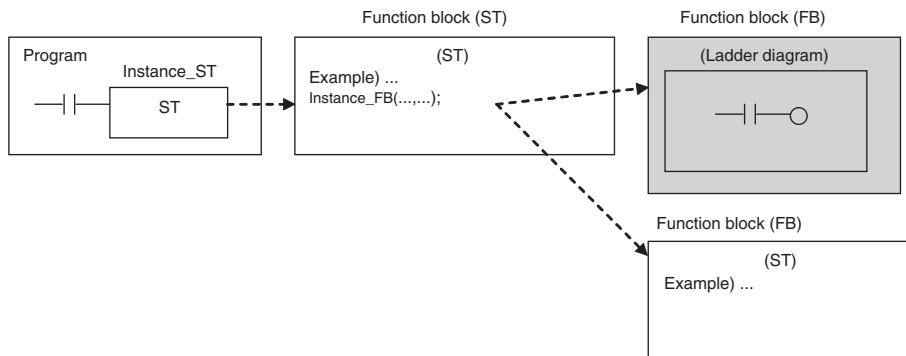 Function block (ST)
Function block (FB)
Program
Instance_ST
ST
(ST)
Example) ...
Instance_FB(...,...);
(Ladder diagram)
Function block (FB)
(ST)
Example) ...